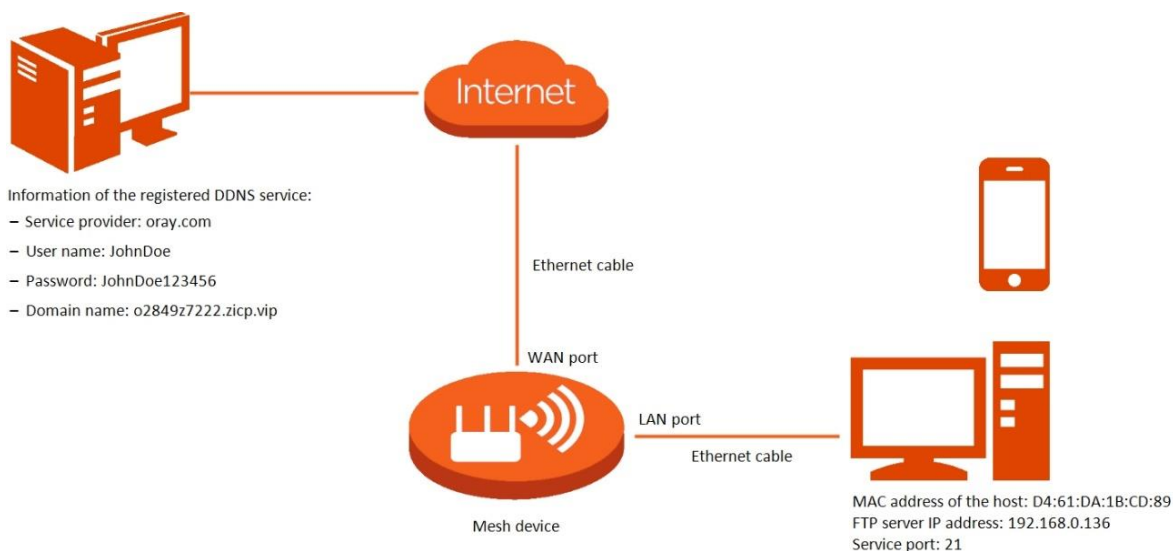 Internet
Information of the registered DDNS service:
– Service provider: oray.com
– User name: JohnDoe
– Password: JohnDoe123456
– Domain name: o2849z7222.zicp.vip
Ethernet cable
WAN port
LAN port
Ethernet cable
Mesh device
MAC address of the host: D4:61:DA:1B:CD:89
FTP server IP address: 192.168.0.136
Service port: 21